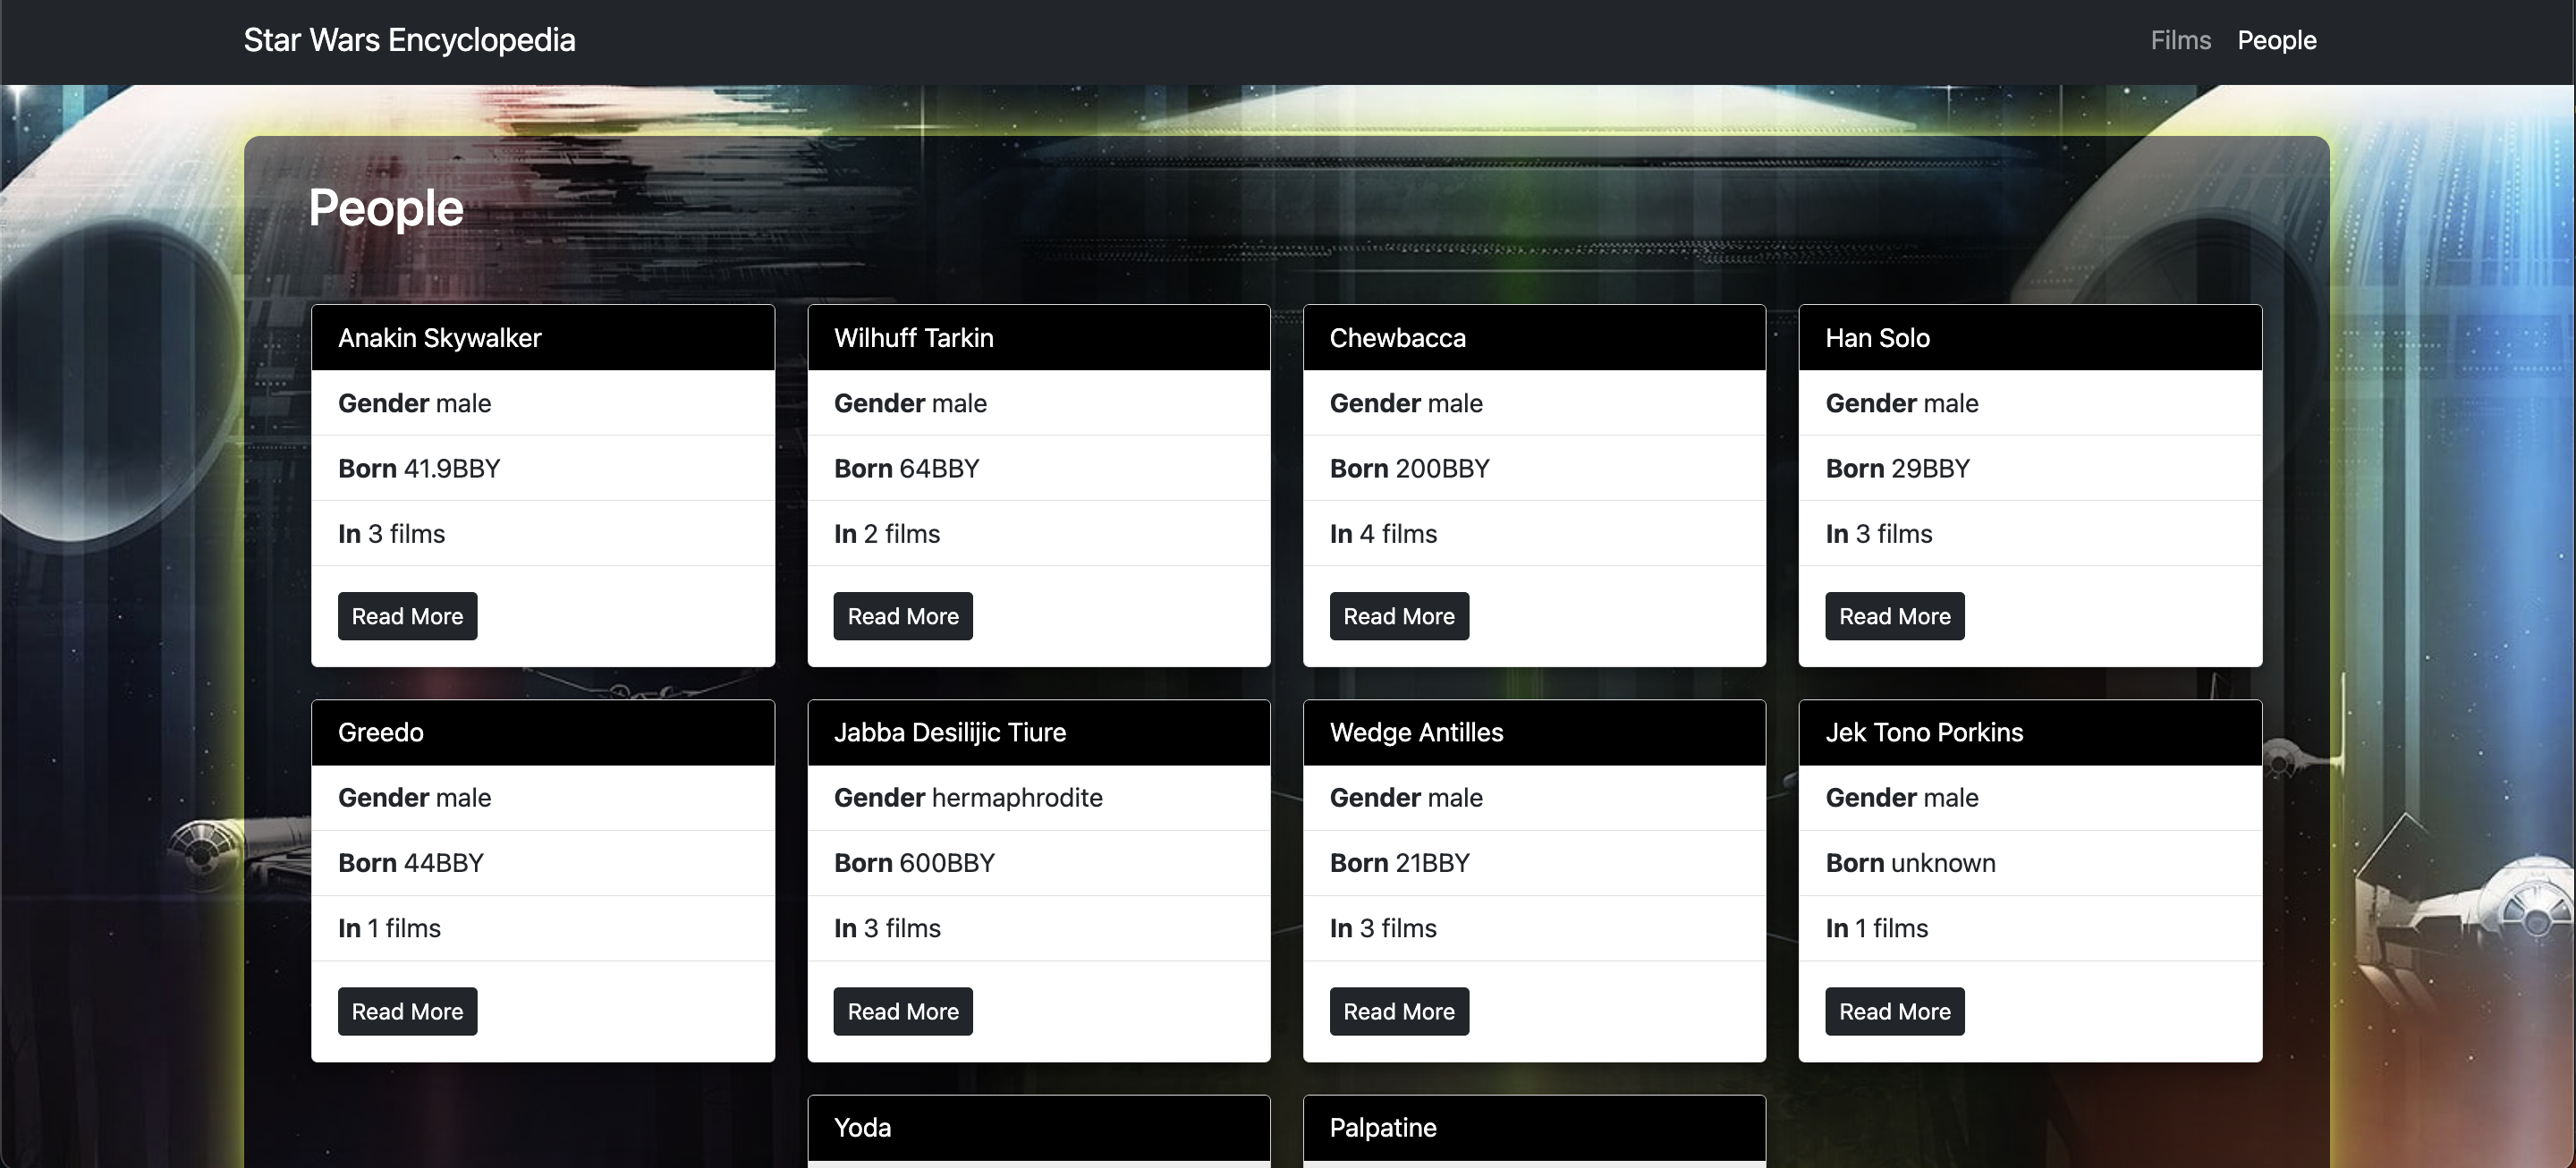 Star Wars Encyclopedia
Films People
People
Anakin Skywalker
Gender male
Born 41.9BBY
In 3 films
Read More
Wilhuff Tarkin
Gender male
Born 64BBY
In 2 films
Read More
Chewbacca
Gender male
Born 200BBY
In 4 films
Read More
Han Solo
Gender male
Born 29BBY
In 3 films
Read More
Greedo
Gender male
Born 44BBY
In 1 films
Read More
Jabba Desilijic Tiure
Gender hermaphrodite
Born 600BBY
In 3 films
Read More
Wedge Antilles
Gender male
Born 21BBY
In 3 films
Read More
Jek Tono Porkins
Gender male
Born unknown
In 1 films
Read More
Yoda
Palpatine